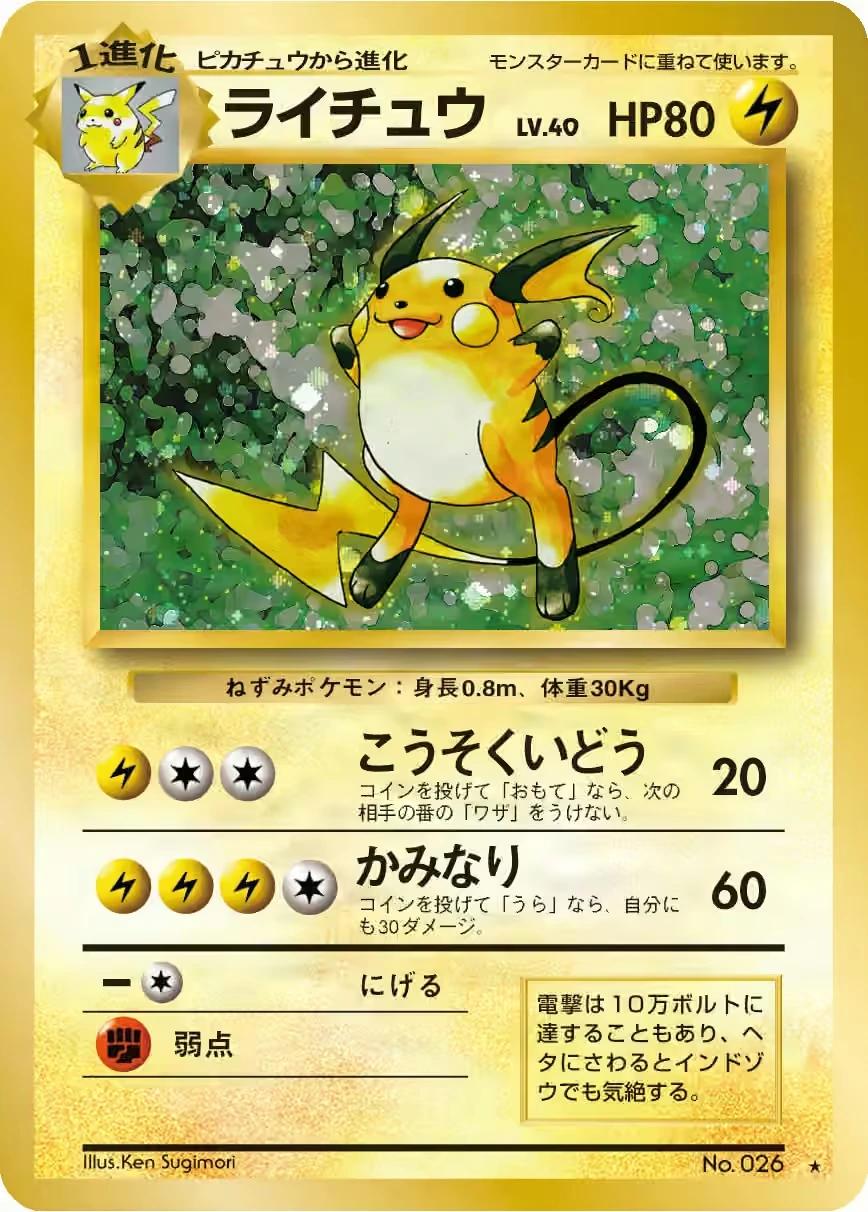 1進化 ピカチュウから進化 モンスターカードに重ねて使います。
ライチュウ LV.40 HP80
ねずみポケモン：身長0.8m、体重30Kg
こうそくいどう 20
コインを投げて「おもて」なら、次の
相手の番の「ワザ」をうけない。
かみなり 60
コインを投げて「うら」なら、自分に
も30ダメージ。
にげる
弱点
電撃は10万ボルトに
達することもあり、ヘ
タにさわるとインドゾ
ウでも気絶する。
Illus.Ken Sugimori No. 026 ★